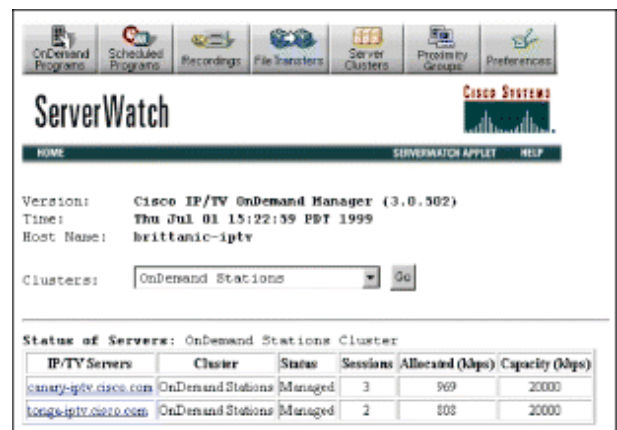 OnDemand Programs
Scheduled Programs
Recordings
File Transfers
Server Clusters
Proximity Groups
Preferences
ServerWatch
CISCO SYSTEMS
HOME SERVERWATCH APPLET HELP
Version: Cisco IP/TV OnDemand Manager (3.0.502)
Time: Thu Jul 01 15:22:59 PDT 1999
Host Name: brittanic-iptv
Clusters: OnDemand Stations Go
Status of Servers: OnDemand Stations Cluster
IP/TV Servers Cluster Status Sessions Allocated (kbps) Capacity (kbps)
canary-iptv.cisco.com OnDemand Stations Managed 3 969 20000
tonga-iptv.cisco.com OnDemand Stations Managed 2 808 20000